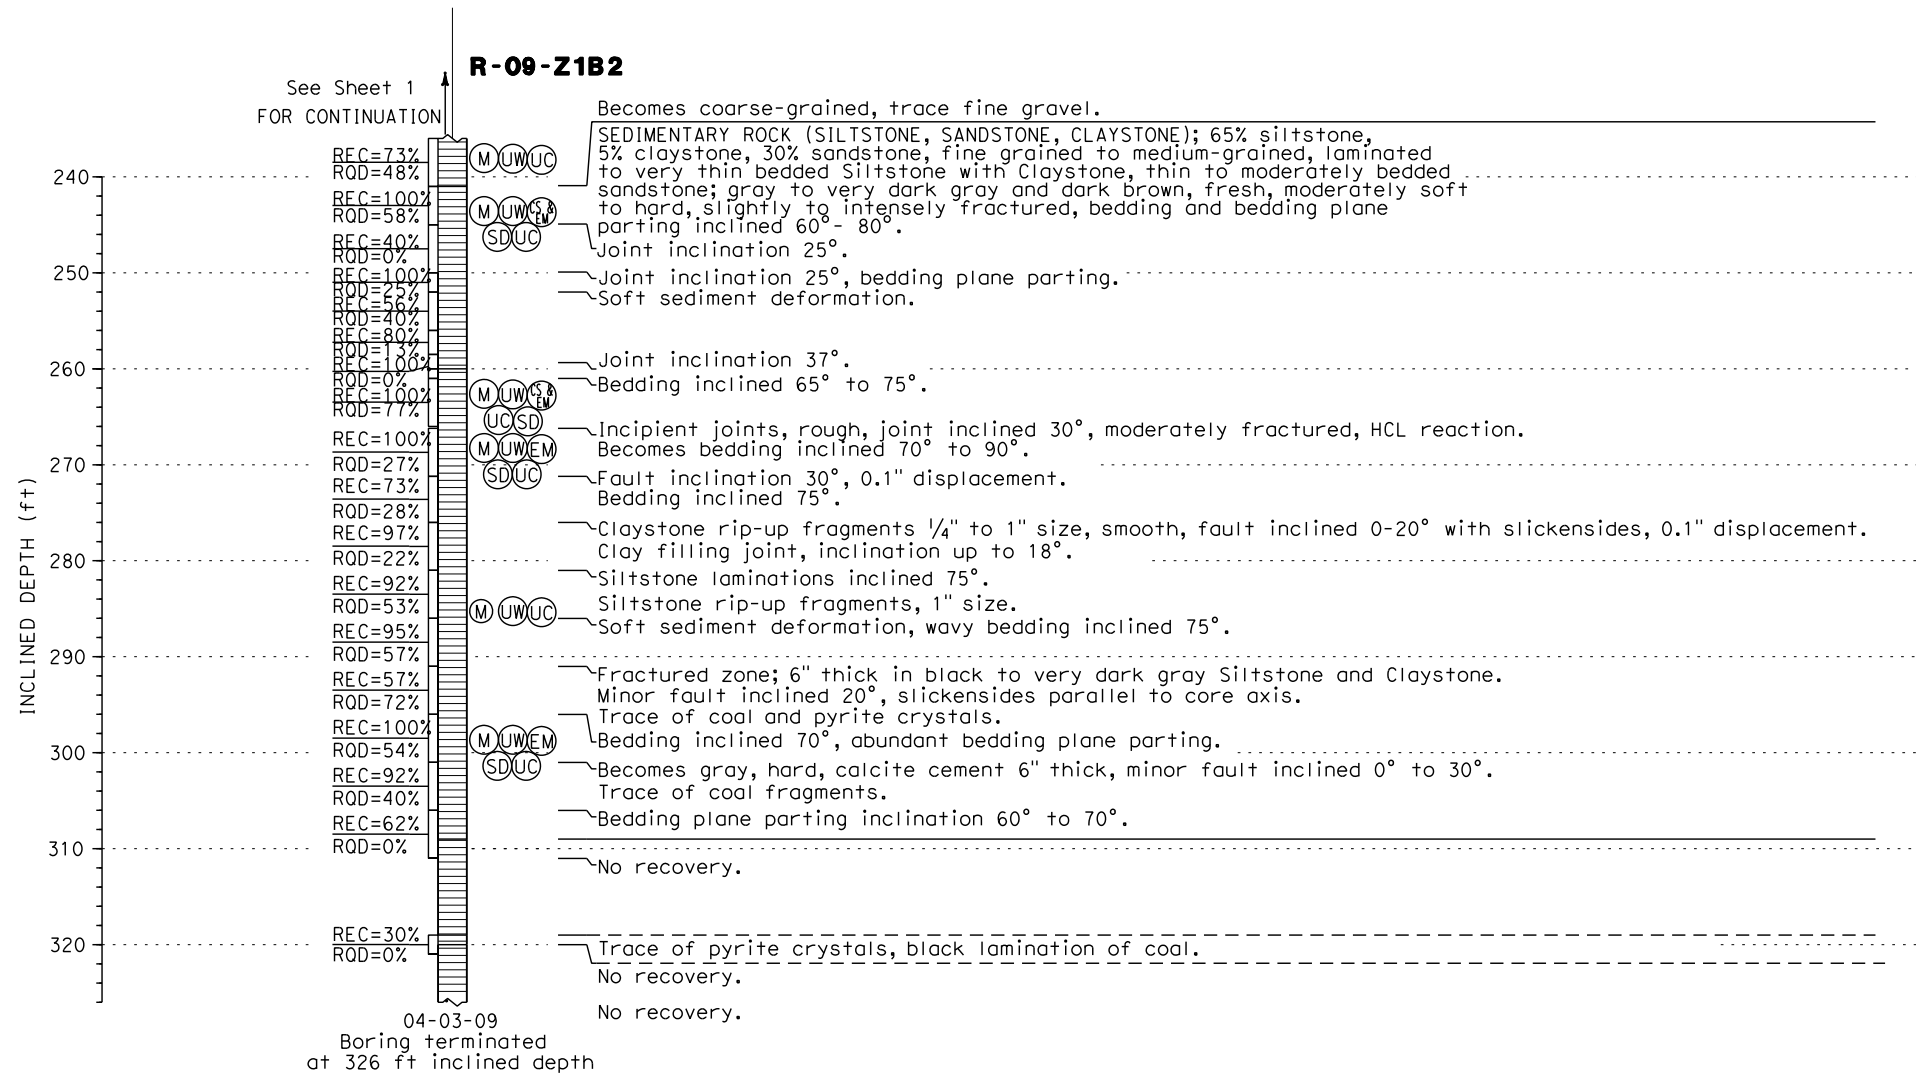 R-09-Z1B2
See Sheet 1
FOR CONTINUATION
INCLINED DEPTH (ft)
240
250
260
270
280
290
300
310
320
REC=73%
RQD=48%
REC=100%
RQD=58%
REC=40%
RQD=0%
REC=100%
RQD=25%
REC=56%
RQD=40%
REC=80%
RQD=13%
REC=100%
RQD=0%
REC=100%
RQD=77%
REC=100%
RQD=27%
REC=73%
RQD=28%
REC=97%
RQD=22%
REC=92%
RQD=53%
REC=95%
RQD=57%
REC=57%
RQD=72%
REC=100%
RQD=54%
REC=92%
RQD=40%
REC=62%
RQD=0%
REC=30%
RQD=0%
M UW UC
M UW CS & EM
SD UC
M UW CS & EM
UC SD
M UW EM
SD UC
M UW UC
M UW EM
SD UC
Becomes coarse-grained, trace fine gravel.
SEDIMENTARY ROCK (SILTSTONE, SANDSTONE, CLAYSTONE); 65% siltstone,
5% claystone, 30% sandstone, fine grained to medium-grained, laminated
to very thin bedded Siltstone with Claystone, thin to moderately bedded
sandstone; gray to very dark gray and dark brown, fresh, moderately soft
to hard, slightly to intensely fractured, bedding and bedding plane
parting inclined 60°- 80°.
Joint inclination 25°.
Joint inclination 25°, bedding plane parting.
Soft sediment deformation.
Joint inclination 37°.
Bedding inclined 65° to 75°.
Incipient joints, rough, joint inclined 30°, moderately fractured, HCL reaction.
Becomes bedding inclined 70° to 90°.
Fault inclination 30°, 0.1" displacement.
Bedding inclined 75°.
Claystone rip-up fragments ¼" to 1" size, smooth, fault inclined 0-20° with slickensides, 0.1" displacement.
Clay filling joint, inclination up to 18°.
Siltstone laminations inclined 75°.
Siltstone rip-up fragments, 1" size.
Soft sediment deformation, wavy bedding inclined 75°.
Fractured zone; 6" thick in black to very dark gray Siltstone and Claystone.
Minor fault inclined 20°, slickensides parallel to core axis.
Trace of coal and pyrite crystals.
Bedding inclined 70°, abundant bedding plane parting.
Becomes gray, hard, calcite cement 6" thick, minor fault inclined 0° to 30°.
Trace of coal fragments.
Bedding plane parting inclination 60° to 70°.
No recovery.
Trace of pyrite crystals, black lamination of coal.
No recovery.
No recovery.
04-03-09
Boring terminated
at 326 ft inclined depth